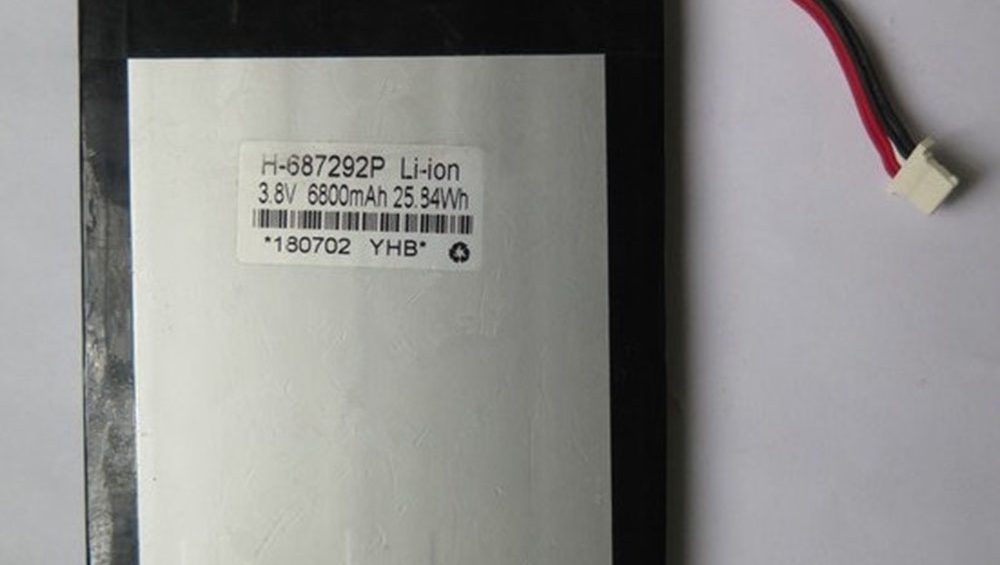 H-687292P Li-ion
3.8V 6800mAh 25.84Wh
*180702 YHB*